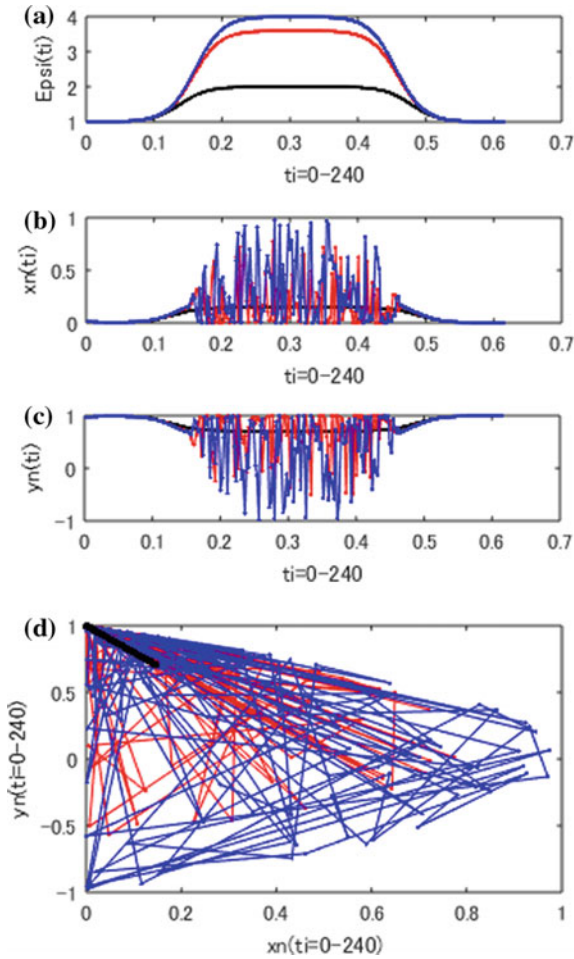 (a)
4
3
2
1
Epsi(ti)
0 0.1 0.2 0.3 0.4 0.5 0.6 0.7
ti=0-240
(b)
1
0.5
0
xn(ti)
0 0.1 0.2 0.3 0.4 0.5 0.6 0.7
ti=0-240
(c)
1
0
-1
yn(ti)
0 0.1 0.2 0.3 0.4 0.5 0.6 0.7
ti=0-240
(d)
1
0.5
0
-0.5
-1
yn(ti=0-240)
0 0.2 0.4 0.6 0.8 1
xn(ti=0-240)